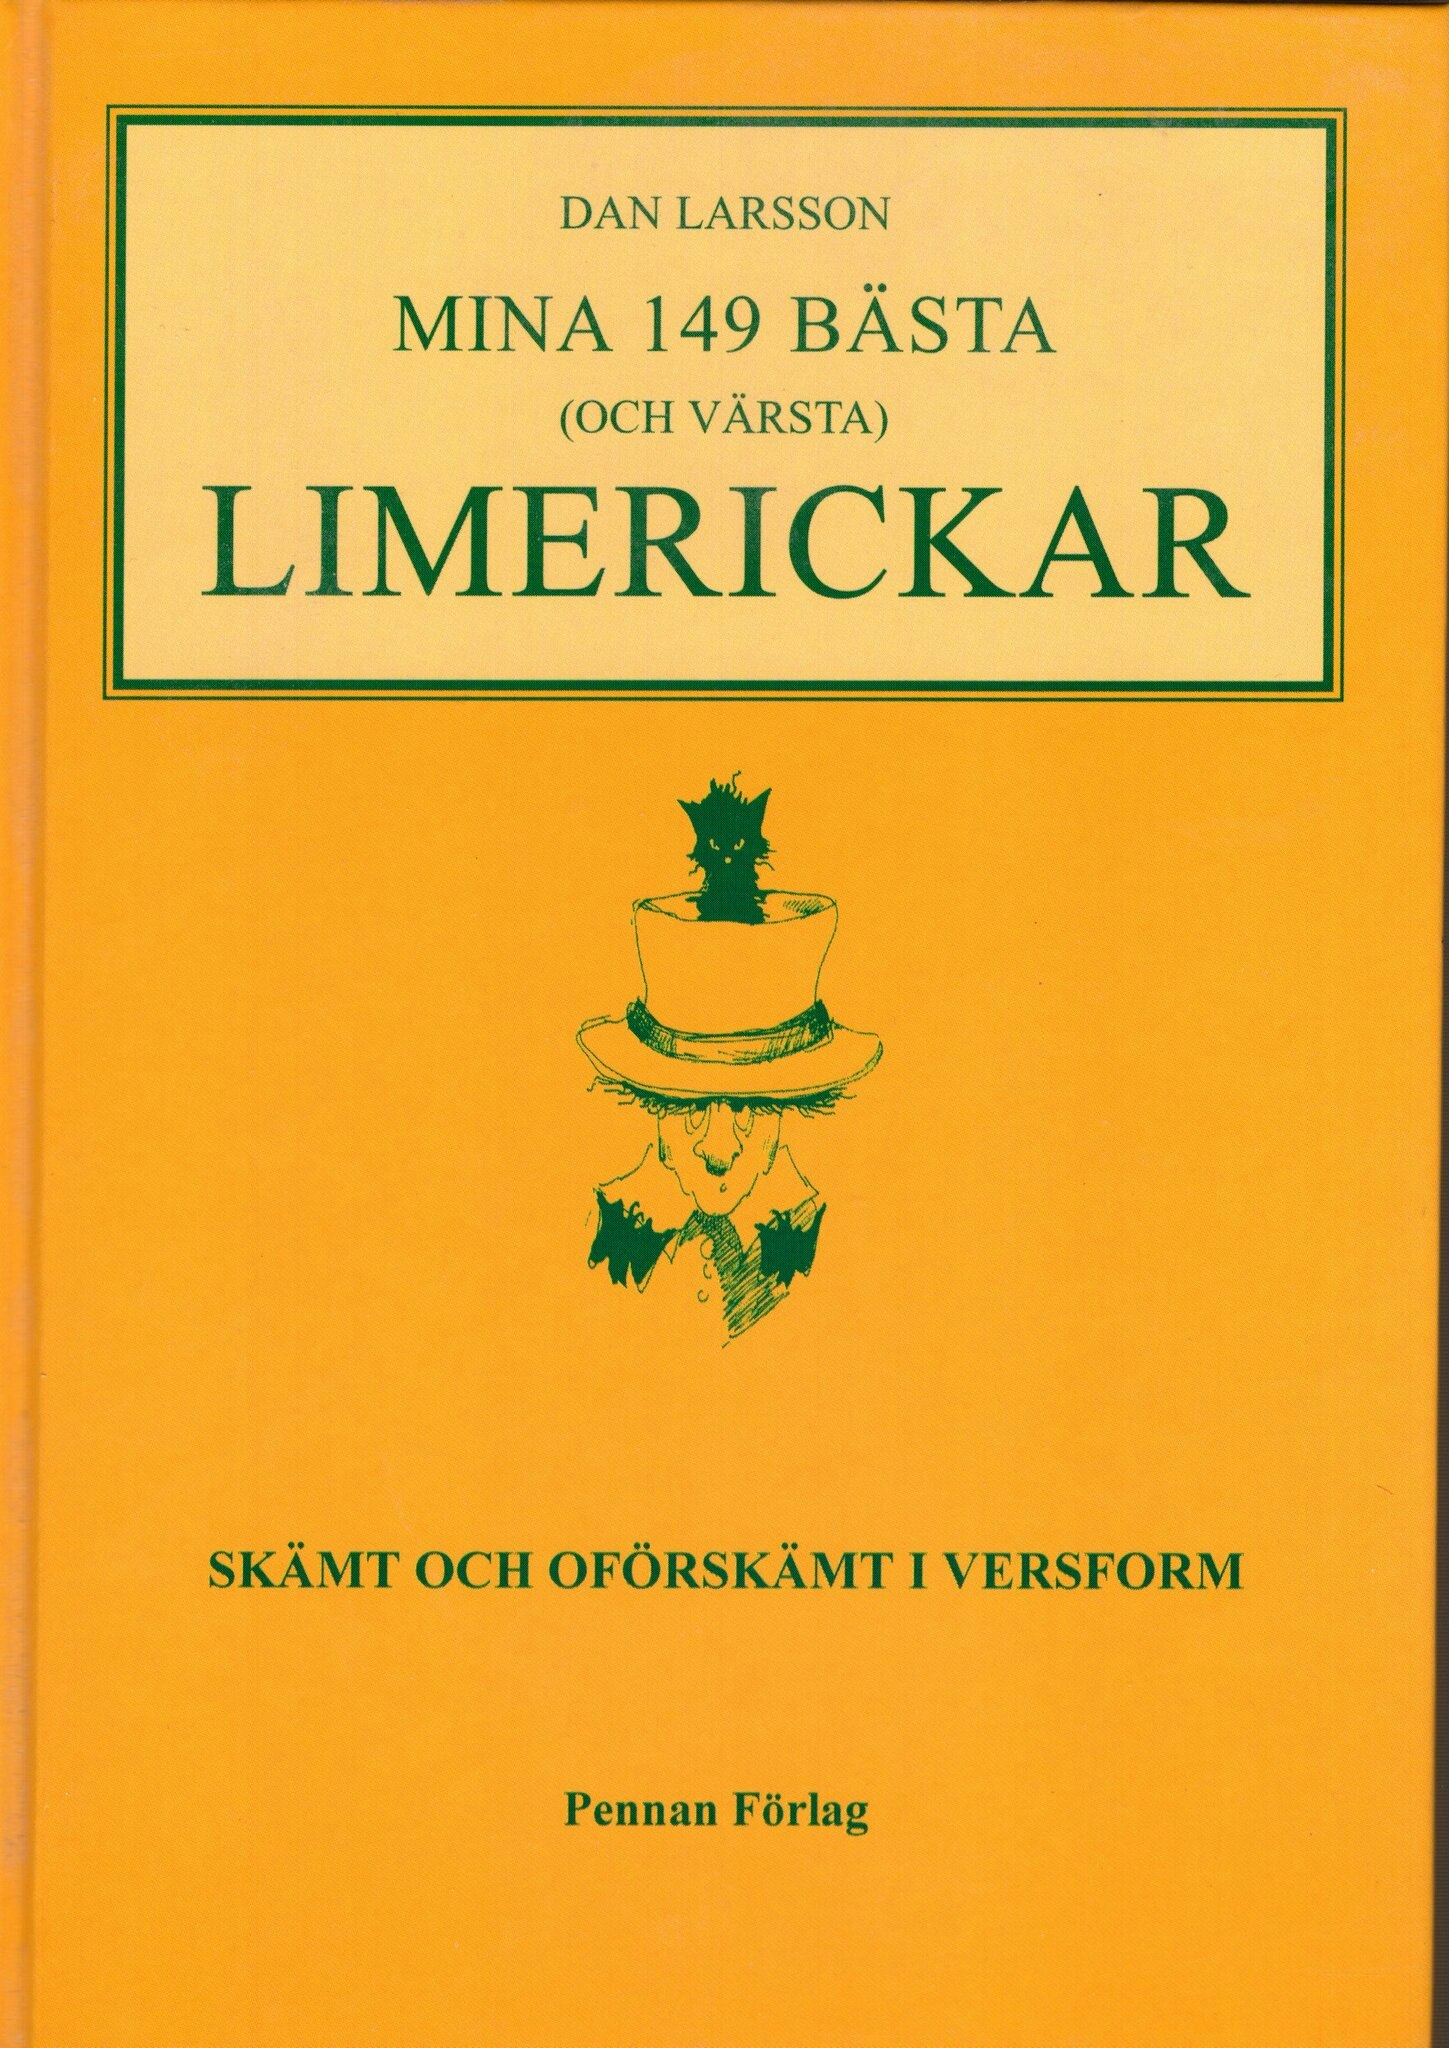 DAN LARSSON
MINA 149 BÄSTA
(OCH VÄRSTA)
LIMERICKAR
SKÄMT OCH OFÖRSKÄMT I VERSFORM
Pennan Förlag